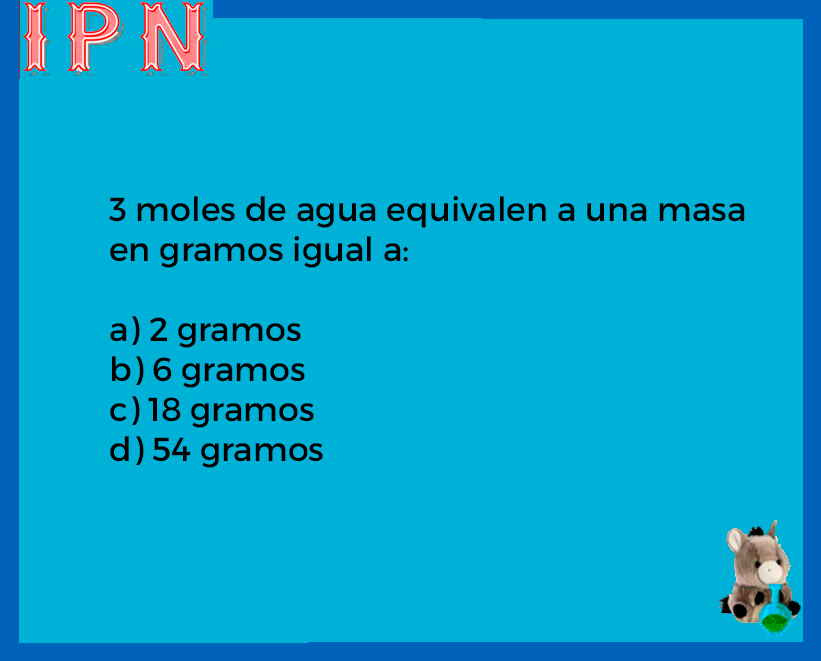 IPN
3 moles de agua equivalen a una masa
en gramos igual a:
a) 2 gramos
b) 6 gramos
c) 18 gramos
d) 54 gramos